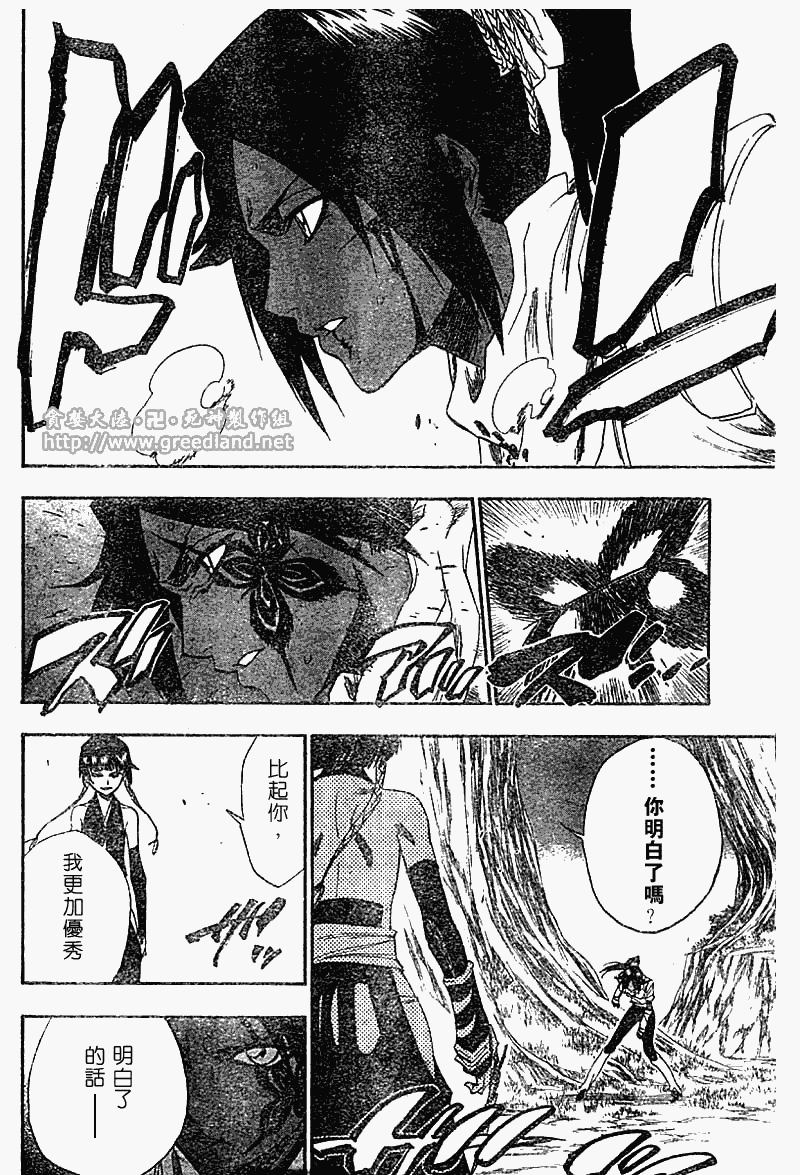 貪婪大陸·卍·死神製作組
http://www.greedland.net
……你明白了嗎？
比起你，
我更加優秀
明白了
的話——